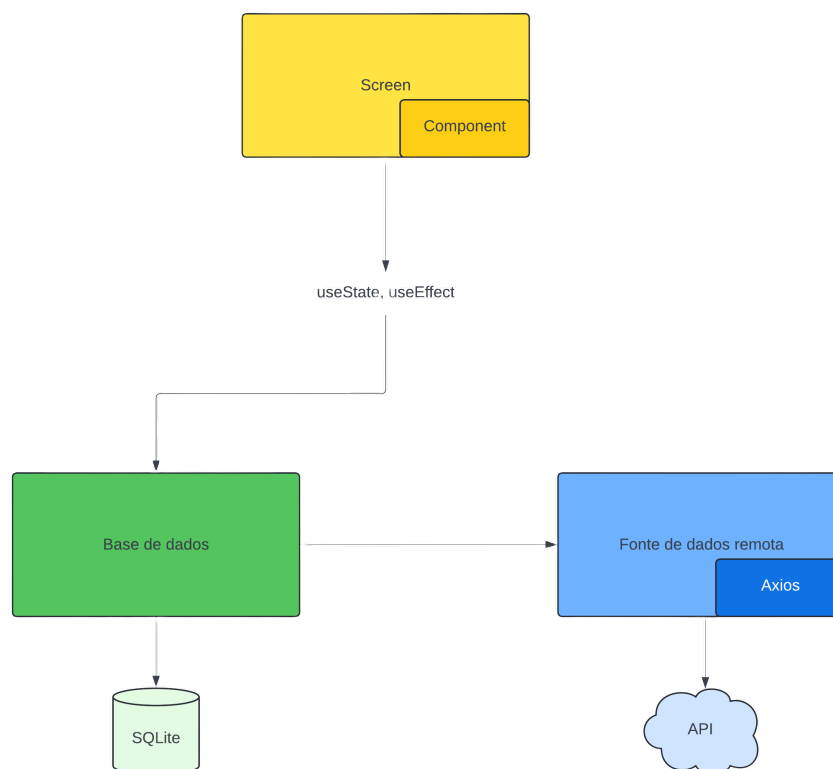 Screen
Component
useState, useEffect
Base de dados
Fonte de dados remota
Axios
SQLite
API